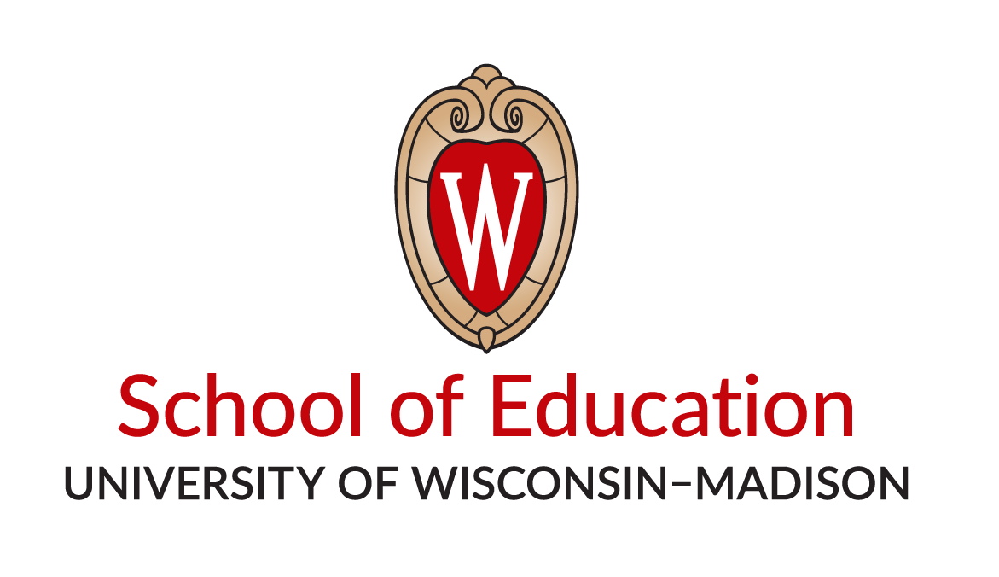 W
School of Education
UNIVERSITY OF WISCONSIN–MADISON